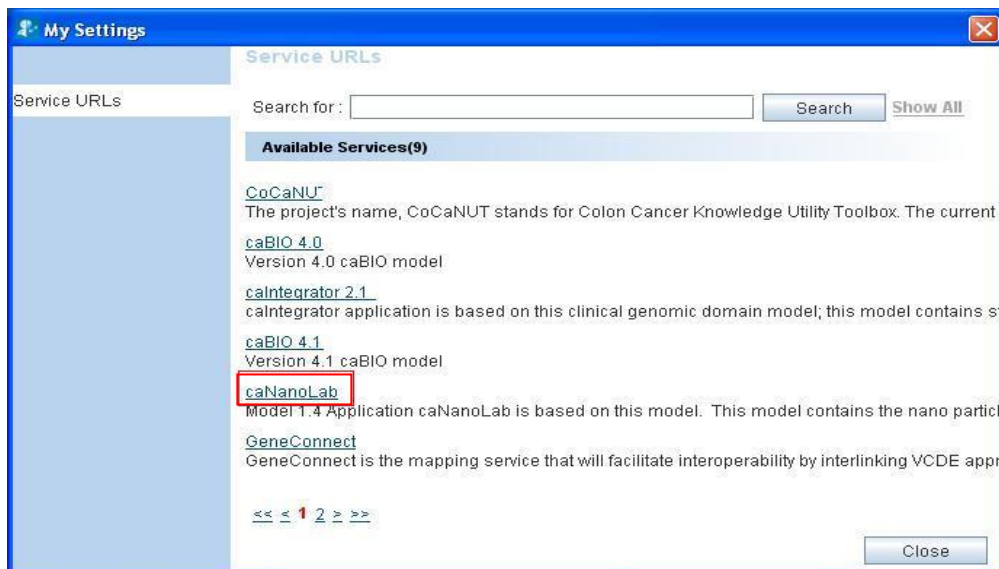 My Settings
Service URLs
Service URLs
Search for :
Search
Show All
Available Services(9)
CoCaNUT
The project's name, CoCaNUT stands for Colon Cancer Knowledge Utility Toolbox. The current
caBIO 4.0
Version 4.0 caBIO model
caIntegrator 2.1
caIntegrator application is based on this clinical genomic domain model; this model contains
caBIO 4.1
Version 4.1 caBIO model
caNanoLab
Model 1.4 Application caNanoLab is based on this model. This model contains the nano
GeneConnect
GeneConnect is the mapping service that will facilitate interoperability by interlinking VCDE
<< < 1 2 > >>
Close